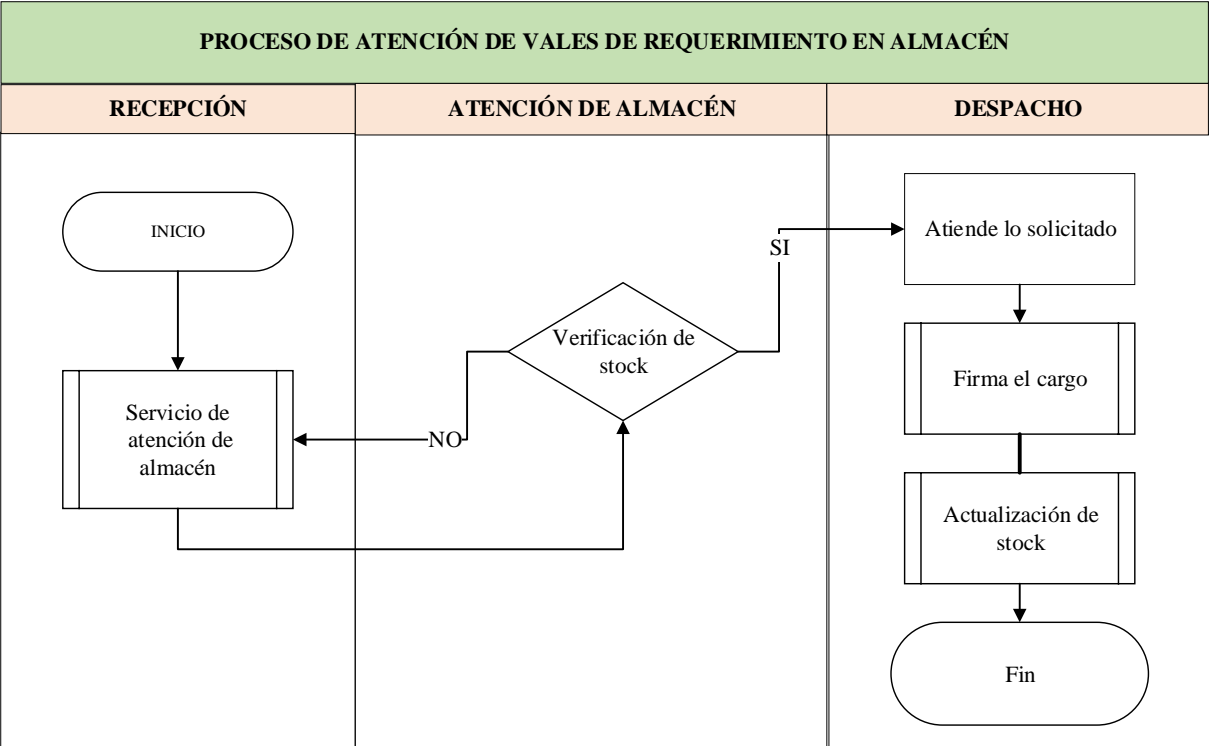 PROCESO DE ATENCIÓN DE VALES DE REQUERIMIENTO EN ALMACÉN
RECEPCIÓN
ATENCIÓN DE ALMACÉN
DESPACHO
INICIO
Servicio de
atención de
almacén
Verificación de
stock
NO
SI
Atiende lo solicitado
Firma el cargo
Actualización de
stock
Fin